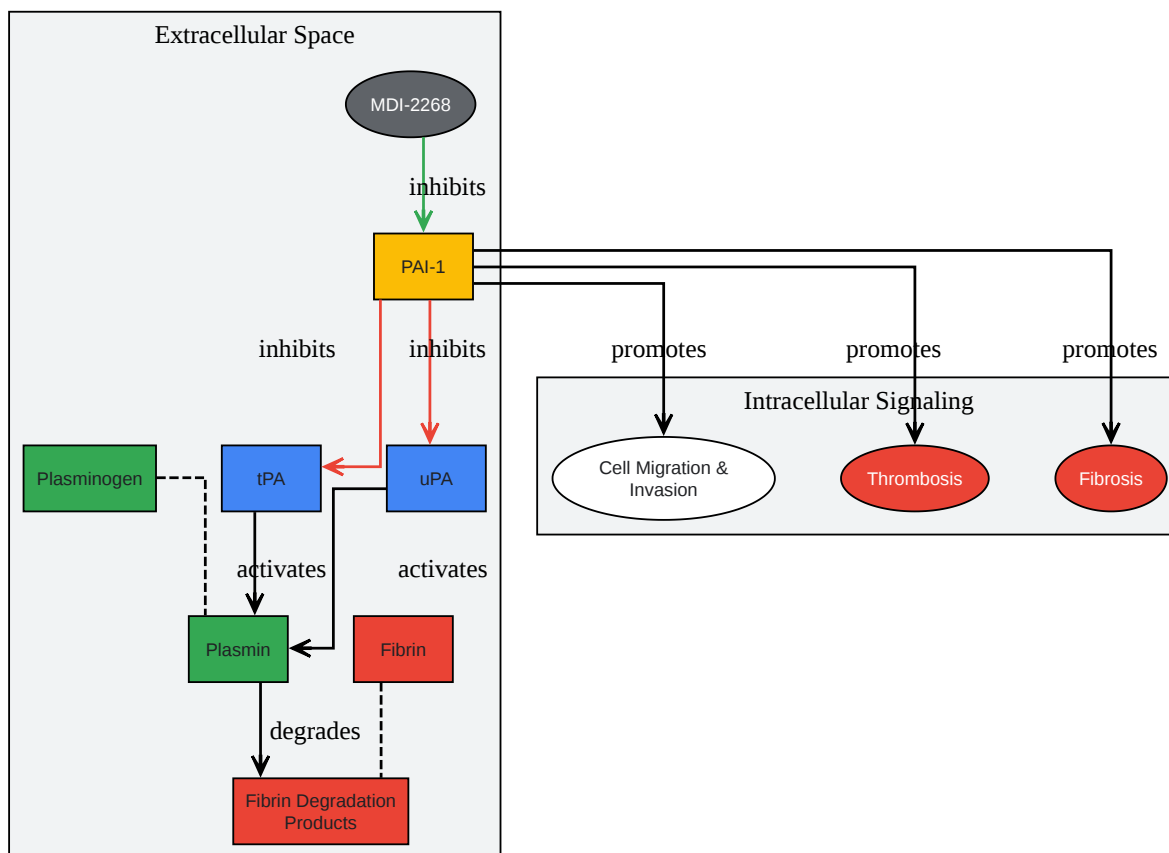 Extracellular Space
MDI-2268
inhibits
PAI-1
inhibits
inhibits
promotes
promotes
promotes
Intracellular Signaling
Plasminogen
tPA
uPA
Cell Migration &
Invasion
Thrombosis
Fibrosis
activates
activates
Plasmin
Fibrin
degrades
Fibrin Degradation
Products